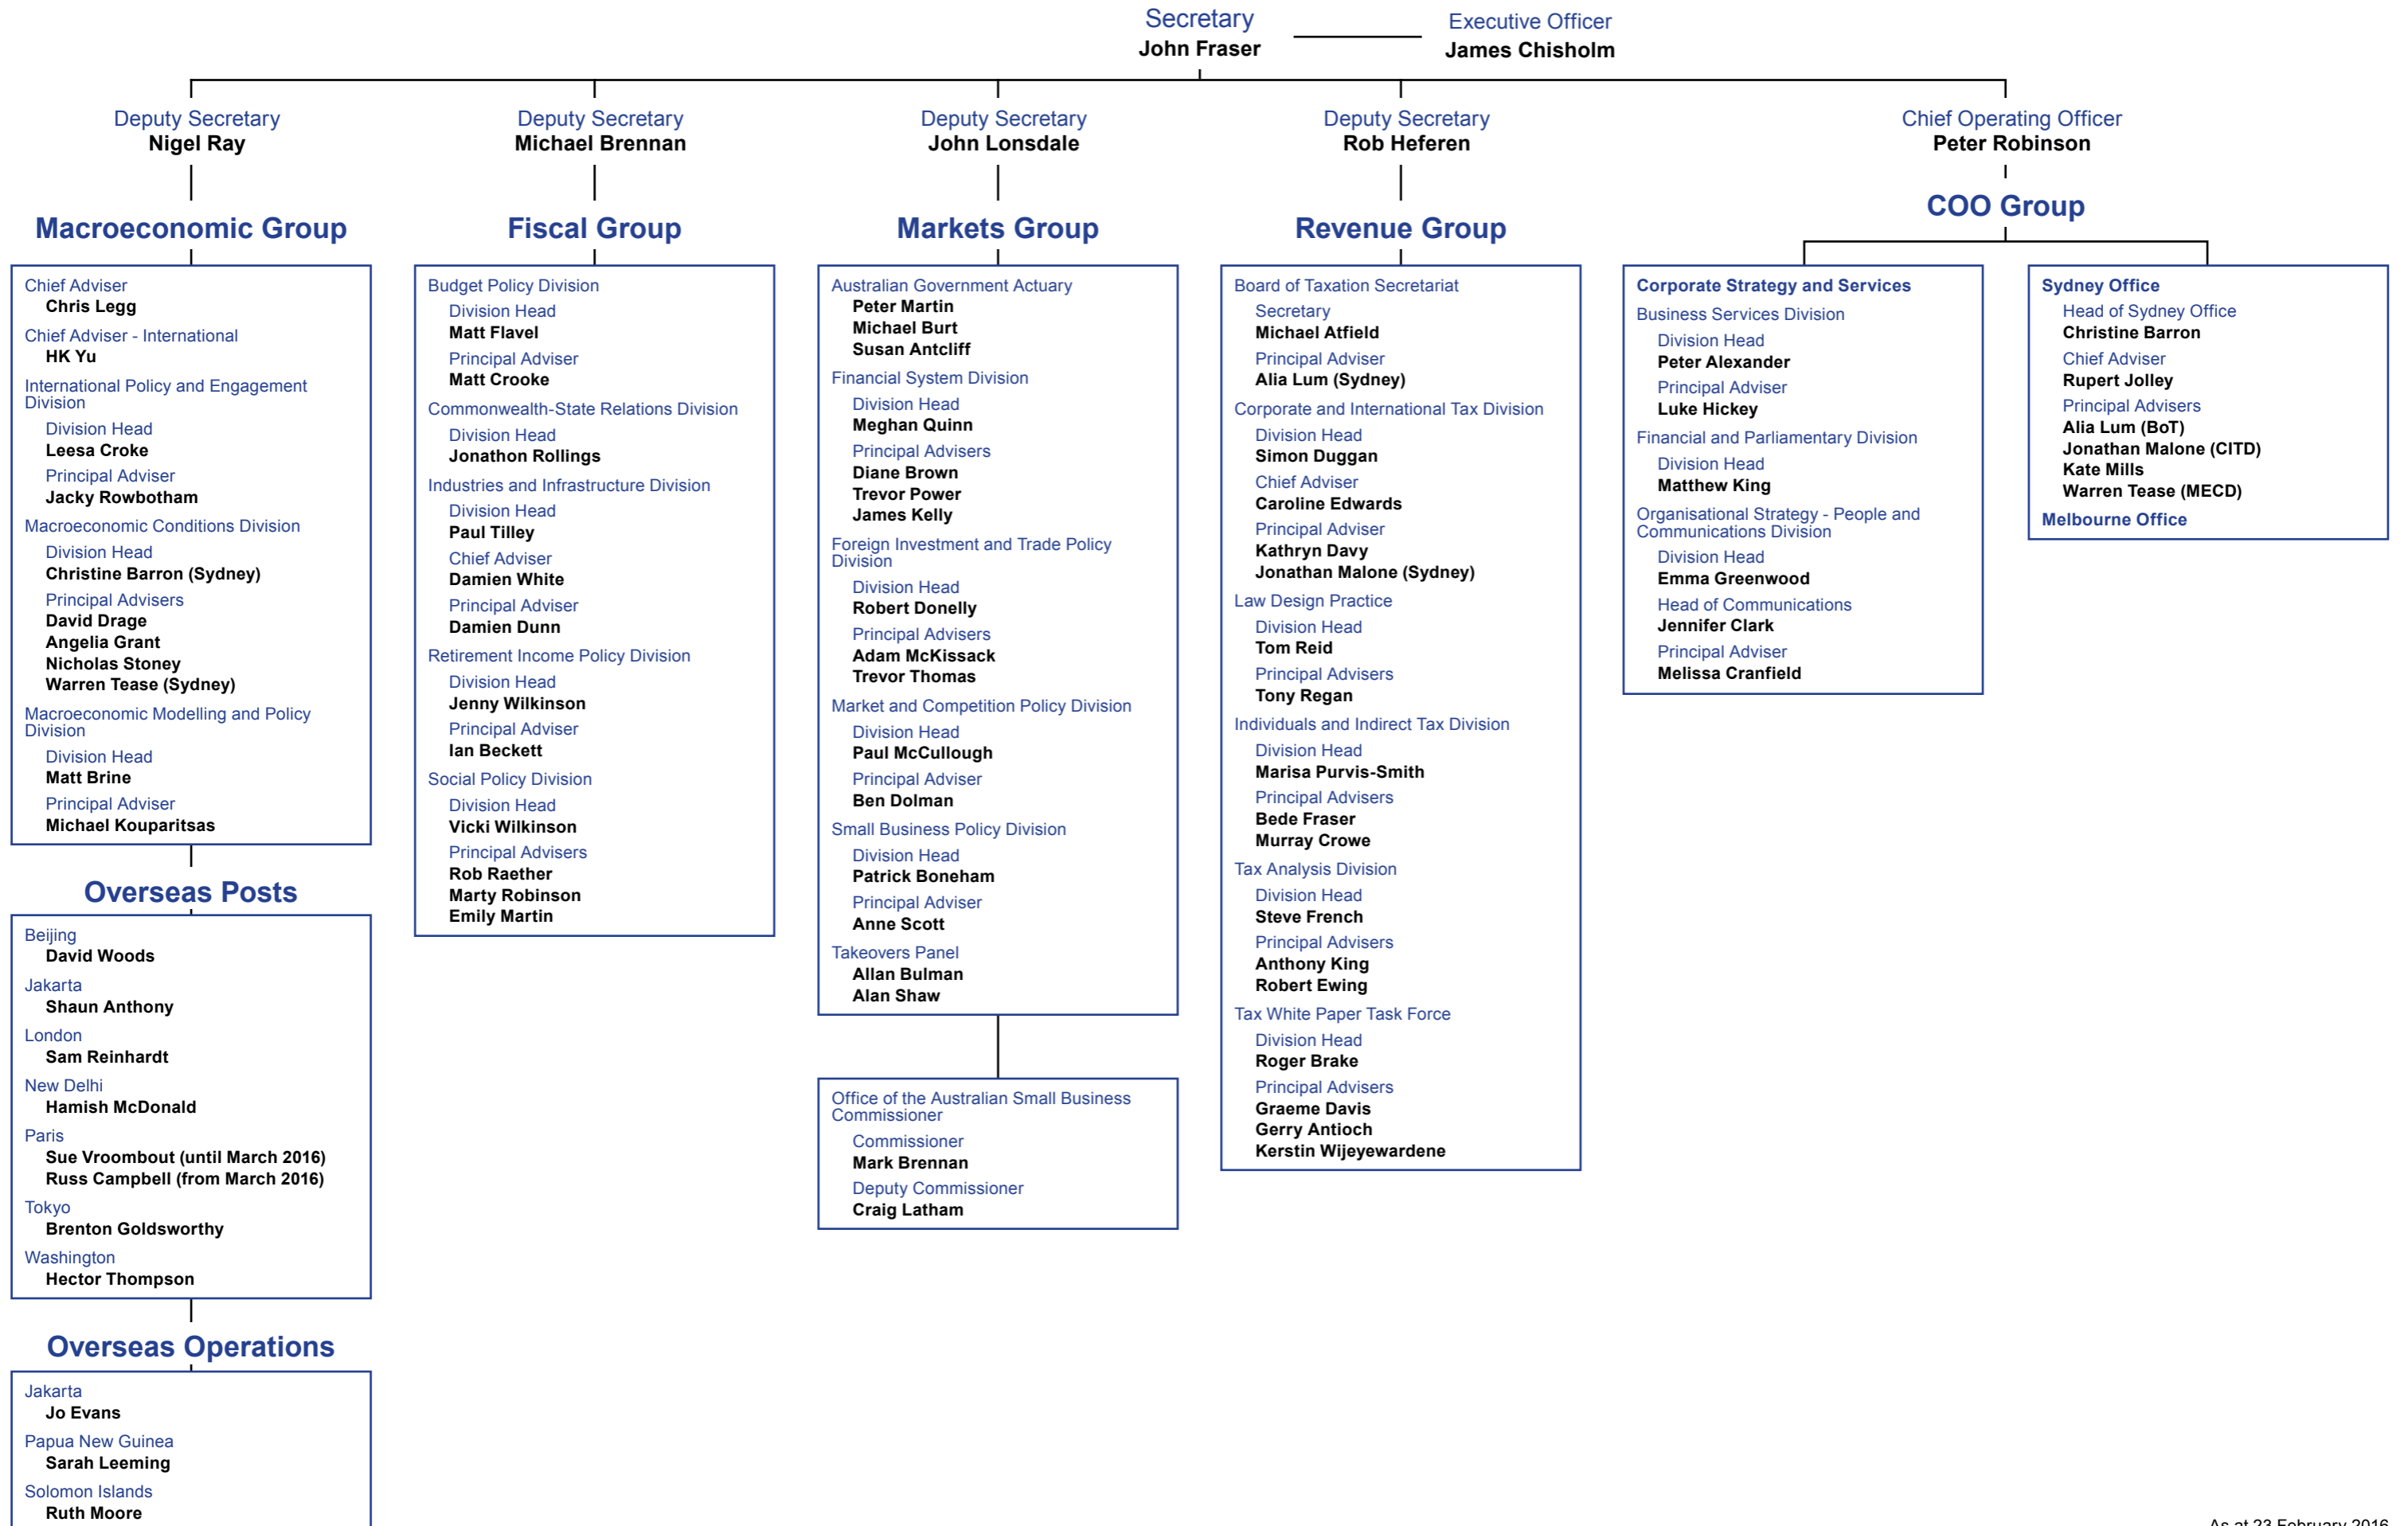 Secretary
John Fraser
Executive Officer
James Chisholm
Deputy Secretary
Nigel Ray
Macroeconomic Group
Chief Adviser
Chris Legg
Chief Adviser - International
HK Yu
International Policy and Engagement
Division
Division Head
Leesa Croke
Principal Adviser
Jacky Rowbotham
Macroeconomic Conditions Division
Division Head
Christine Barron (Sydney)
Principal Advisers
David Drage
Angelia Grant
Nicholas Stoney
Warren Tease (Sydney)
Macroeconomic Modelling and Policy
Division
Division Head
Matt Brine
Principal Adviser
Michael Kouparitsas
Overseas Posts
Beijing
David Woods
Jakarta
Shaun Anthony
London
Sam Reinhardt
New Delhi
Hamish McDonald
Paris
Sue Vroombout (until March 2016)
Russ Campbell (from March 2016)
Tokyo
Brenton Goldsworthy
Washington
Hector Thompson
Overseas Operations
Jakarta
Jo Evans
Papua New Guinea
Sarah Leeming
Solomon Islands
Ruth Moore
Deputy Secretary
Michael Brennan
Fiscal Group
Budget Policy Division
Division Head
Matt Flavel
Principal Adviser
Matt Crooke
Commonwealth-State Relations Division
Division Head
Jonathon Rollings
Industries and Infrastructure Division
Division Head
Paul Tilley
Chief Adviser
Damien White
Principal Adviser
Damien Dunn
Retirement Income Policy Division
Division Head
Jenny Wilkinson
Principal Adviser
Ian Beckett
Social Policy Division
Division Head
Vicki Wilkinson
Principal Advisers
Rob Raether
Marty Robinson
Emily Martin
Deputy Secretary
John Lonsdale
Markets Group
Australian Government Actuary
Peter Martin
Michael Burt
Susan Antcliff
Financial System Division
Division Head
Meghan Quinn
Principal Advisers
Diane Brown
Trevor Power
James Kelly
Foreign Investment and Trade Policy
Division
Division Head
Robert Donelly
Principal Advisers
Adam McKissack
Trevor Thomas
Market and Competition Policy Division
Division Head
Paul McCullough
Principal Adviser
Ben Dolman
Small Business Policy Division
Division Head
Patrick Boneham
Principal Adviser
Anne Scott
Takeovers Panel
Allan Bulman
Alan Shaw
Office of the Australian Small Business
Commissioner
Commissioner
Mark Brennan
Deputy Commissioner
Craig Latham
Deputy Secretary
Rob Heferen
Revenue Group
Board of Taxation Secretariat
Secretary
Michael Atfield
Principal Adviser
Alia Lum (Sydney)
Corporate and International Tax Division
Division Head
Simon Duggan
Chief Adviser
Caroline Edwards
Principal Adviser
Kathryn Davy
Jonathan Malone (Sydney)
Law Design Practice
Division Head
Tom Reid
Principal Advisers
Tony Regan
Individuals and Indirect Tax Division
Division Head
Marisa Purvis-Smith
Principal Advisers
Bede Fraser
Murray Crowe
Tax Analysis Division
Division Head
Steve French
Principal Advisers
Anthony King
Robert Ewing
Tax White Paper Task Force
Division Head
Roger Brake
Principal Advisers
Graeme Davis
Gerry Antioch
Kerstin Wijeyewardene
Chief Operating Officer
Peter Robinson
COO Group
Corporate Strategy and Services
Business Services Division
Division Head
Peter Alexander
Principal Adviser
Luke Hickey
Financial and Parliamentary Division
Division Head
Matthew King
Organisational Strategy - People and
Communications Division
Division Head
Emma Greenwood
Head of Communications
Jennifer Clark
Principal Adviser
Melissa Cranfield
Sydney Office
Head of Sydney Office
Christine Barron
Chief Adviser
Rupert Jolley
Principal Advisers
Alia Lum (BoT)
Jonathan Malone (CITD)
Kate Mills
Warren Tease (MECD)
Melbourne Office
As at 23 February 2016